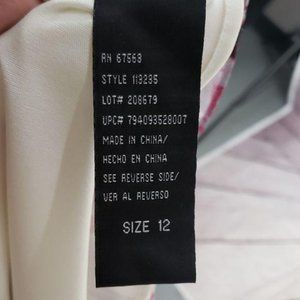 RN 67563
STYLE 113235
LOT# 208679
UPC# 794093528007
MADE IN CHINA/
HECHO EN CHINA
SEE REVERSE SIDE/
VER AL REVERSO
SIZE 12